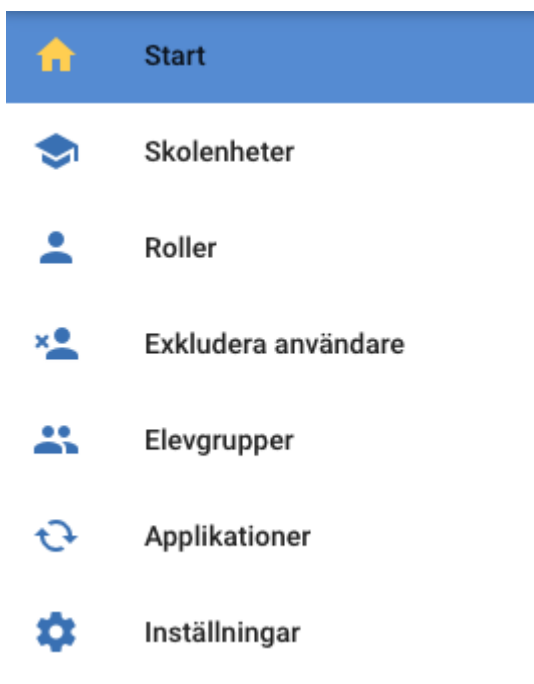 Start
Skolenheter
Roller
Exkludera användare
Elevgrupper
Applikationer
Inställningar